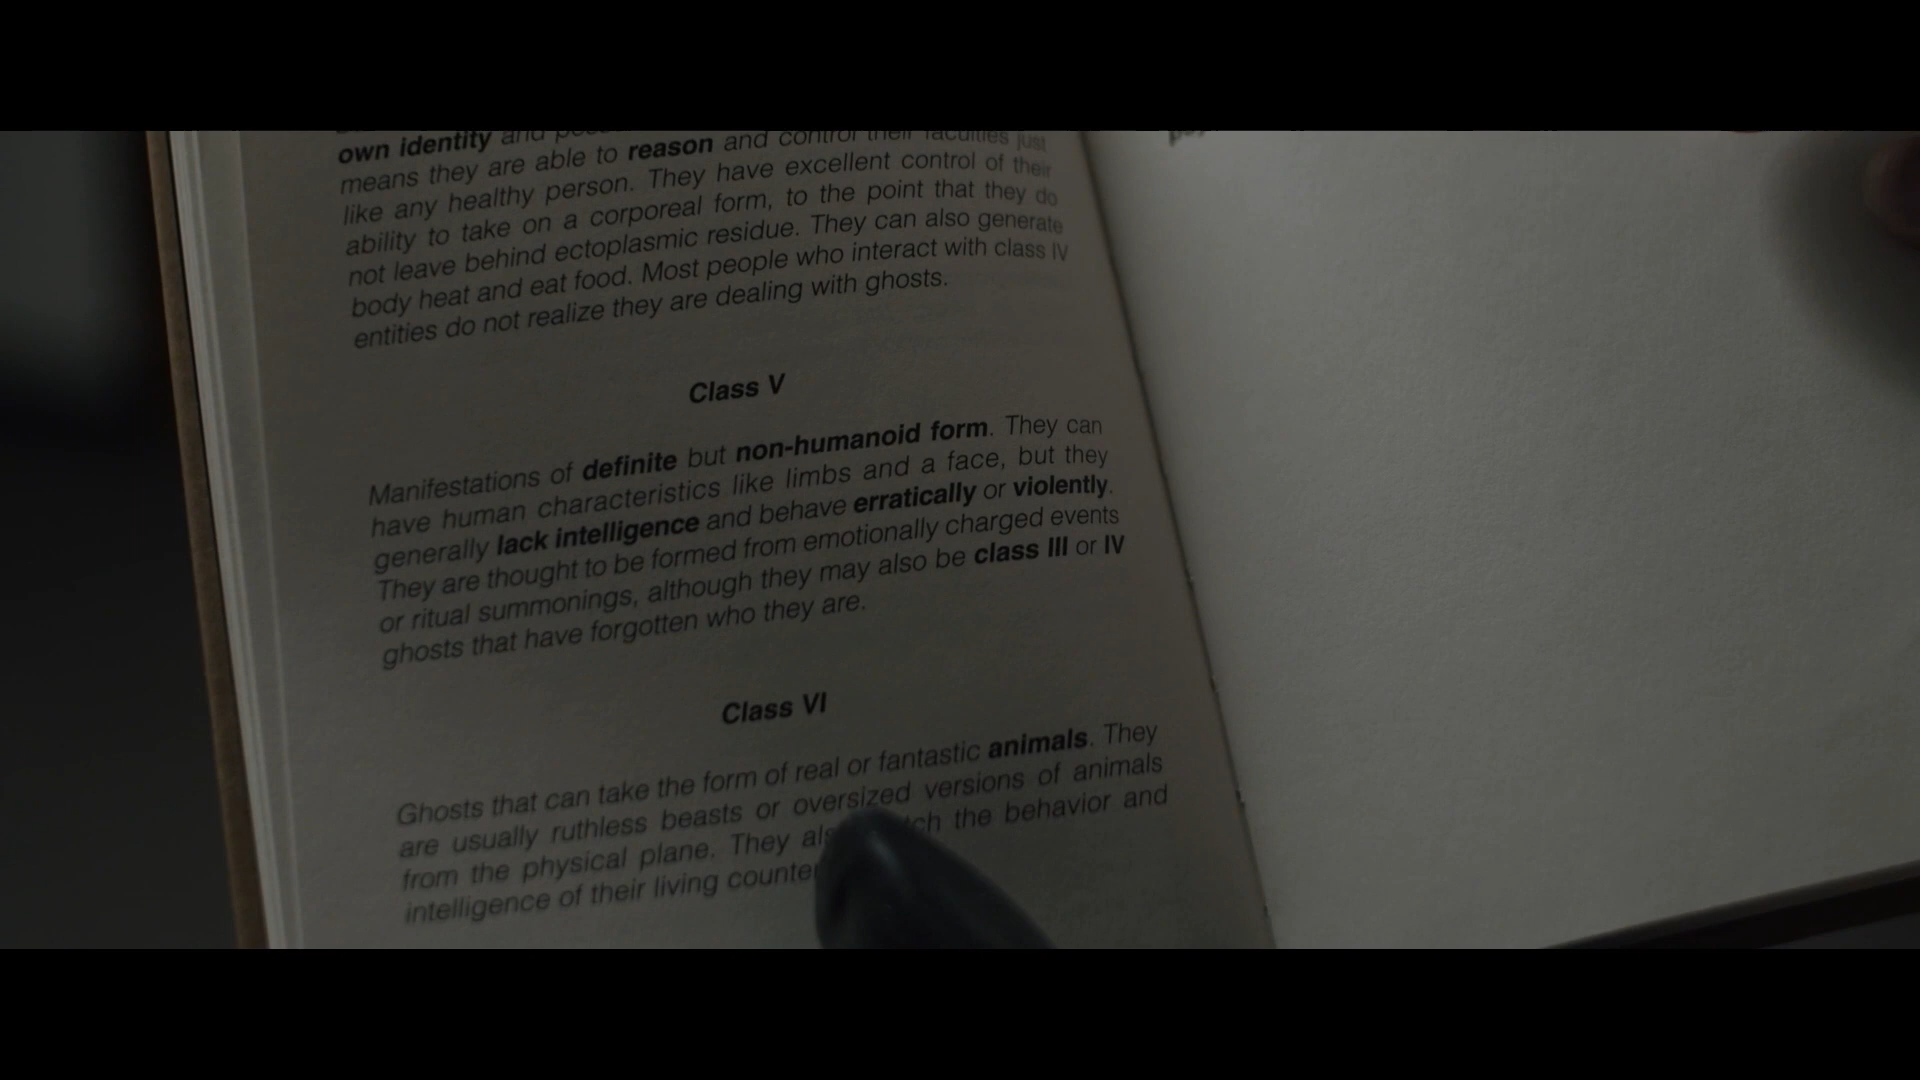 own identity and
means they are able to reason and control their faculties just
like any healthy person. They have excellent control of their
ability to take on a corporeal form, to the point that they do
not leave behind ectoplasmic residue. They can also generate
body heat and eat food. Most people who interact with class IV
entities do not realize they are dealing with ghosts.
Class V
Manifestations of definite but non-humanoid form. They can
have human characteristics like limbs and a face, but they
generally lack intelligence and behave erratically or violently.
They are thought to be formed from emotionally charged events
or ritual summonings, although they may also be class III or IV
ghosts that have forgotten who they are.
Class VI
Ghosts that can take the form of real or fantastic animals. They
are usually ruthless beasts or oversized versions of animals
from the physical plane. They the behavior and
intelligence of their living